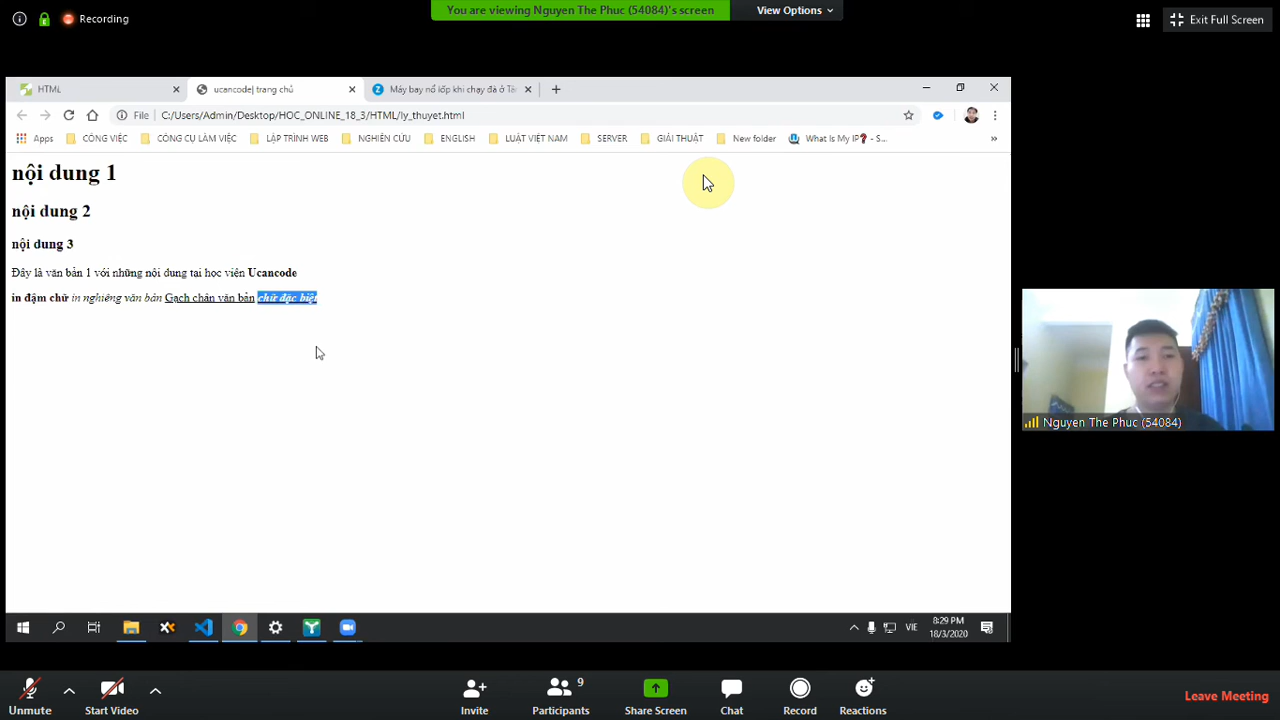 Recording
You are viewing Nguyen The Phuc (54084)'s screen
View Options
Exit Full Screen
HTML
ucancode| trang chủ
Máy bay nổ lốp khi chạy đà ở Tâ
File
C:/Users/Admin/Desktop/HOC_ONLINE_18_3/HTML/ly_thuyet.html
Apps
CÔNG VIỆC
CÔNG CỤ LÀM VIỆC
LẬP TRÌNH WEB
NGHIÊN CỨU
ENGLISH
LUẬT VIỆT NAM
SERVER
GIẢI THUẬT
New folder
What Is My IP❓ - S...
»
nội dung 1
nội dung 2
nội dung 3
Đây là văn bản 1 với những nội dung tại học viện Ucancode
in đậm chữ in nghiêng văn bản Gạch chân văn bản chữ đặc biệt
Nguyen The Phuc (54084)
VIE
8:29 PM
18/3/2020
Unmute
Start Video
Invite
9
Participants
Share Screen
Chat
Record
Reactions
Leave Meeting